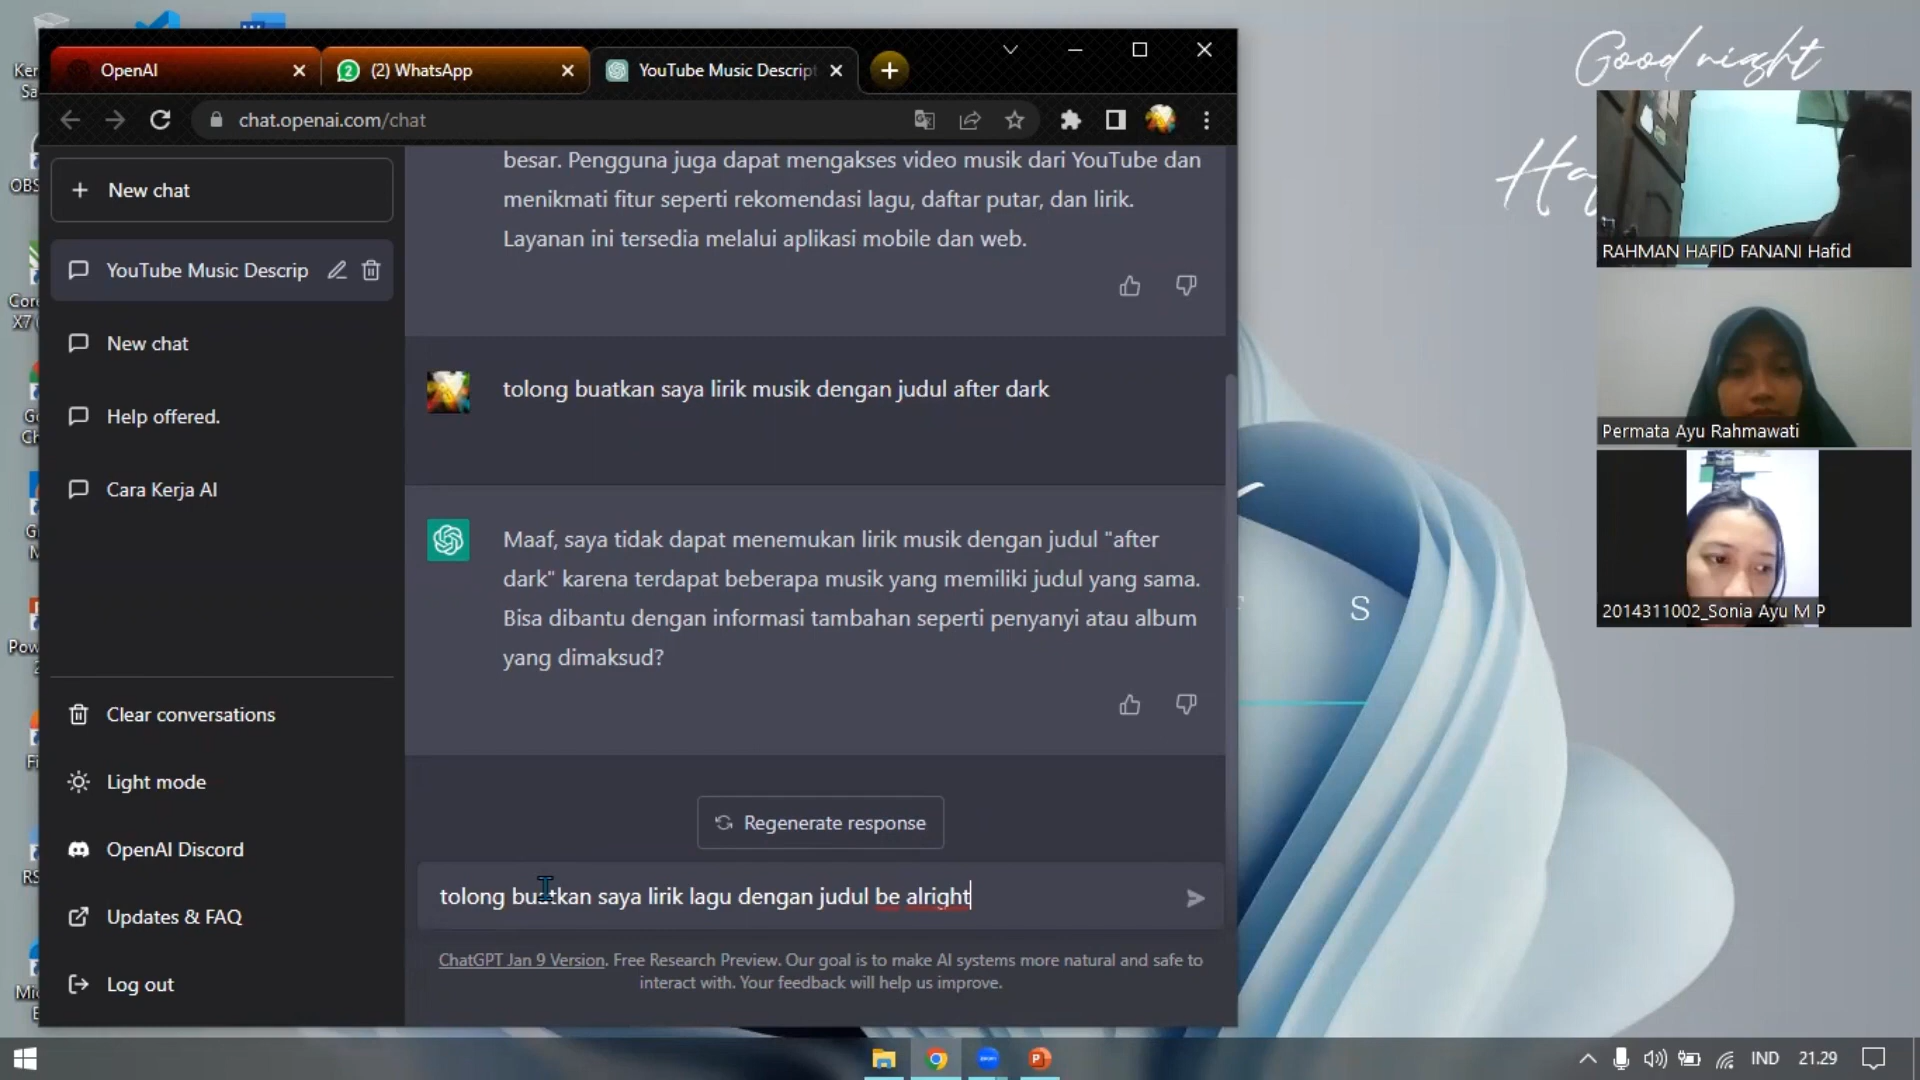 Good night
OpenAI
(2) WhatsApp
YouTube Music Descript
chat.openai.com/chat
New chat
YouTube Music Descrip
New chat
Help offered.
Cara Kerja AI
Clear conversations
Light mode
OpenAI Discord
Updates & FAQ
Log out
besar. Pengguna juga dapat mengakses video musik dari YouTube dan
menikmati fitur seperti rekomendasi lagu, daftar putar, dan lirik.
Layanan ini tersedia melalui aplikasi mobile dan web.
tolong buatkan saya lirik musik dengan judul after dark
Maaf, saya tidak dapat menemukan lirik musik dengan judul "after
dark" karena terdapat beberapa musik yang memiliki judul yang sama.
Bisa dibantu dengan informasi tambahan seperti penyanyi atau album
yang dimaksud?
Regenerate response
tolong buatkan saya lirik lagu dengan judul be alright
ChatGPT Jan 9 Version. Free Research Preview. Our goal is to make AI systems more natural and safe to
interact with. Your feedback will help us improve.
S
RAHMAN HAFID FANANI Hafid
Permata Ayu Rahmawati
2014311002_Sonia Ayu M P
IND
21.29